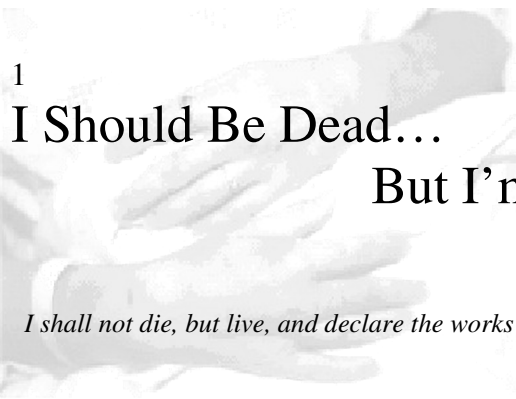 1
I Should Be Dead…
But I'm
I shall not die, but live, and declare the works